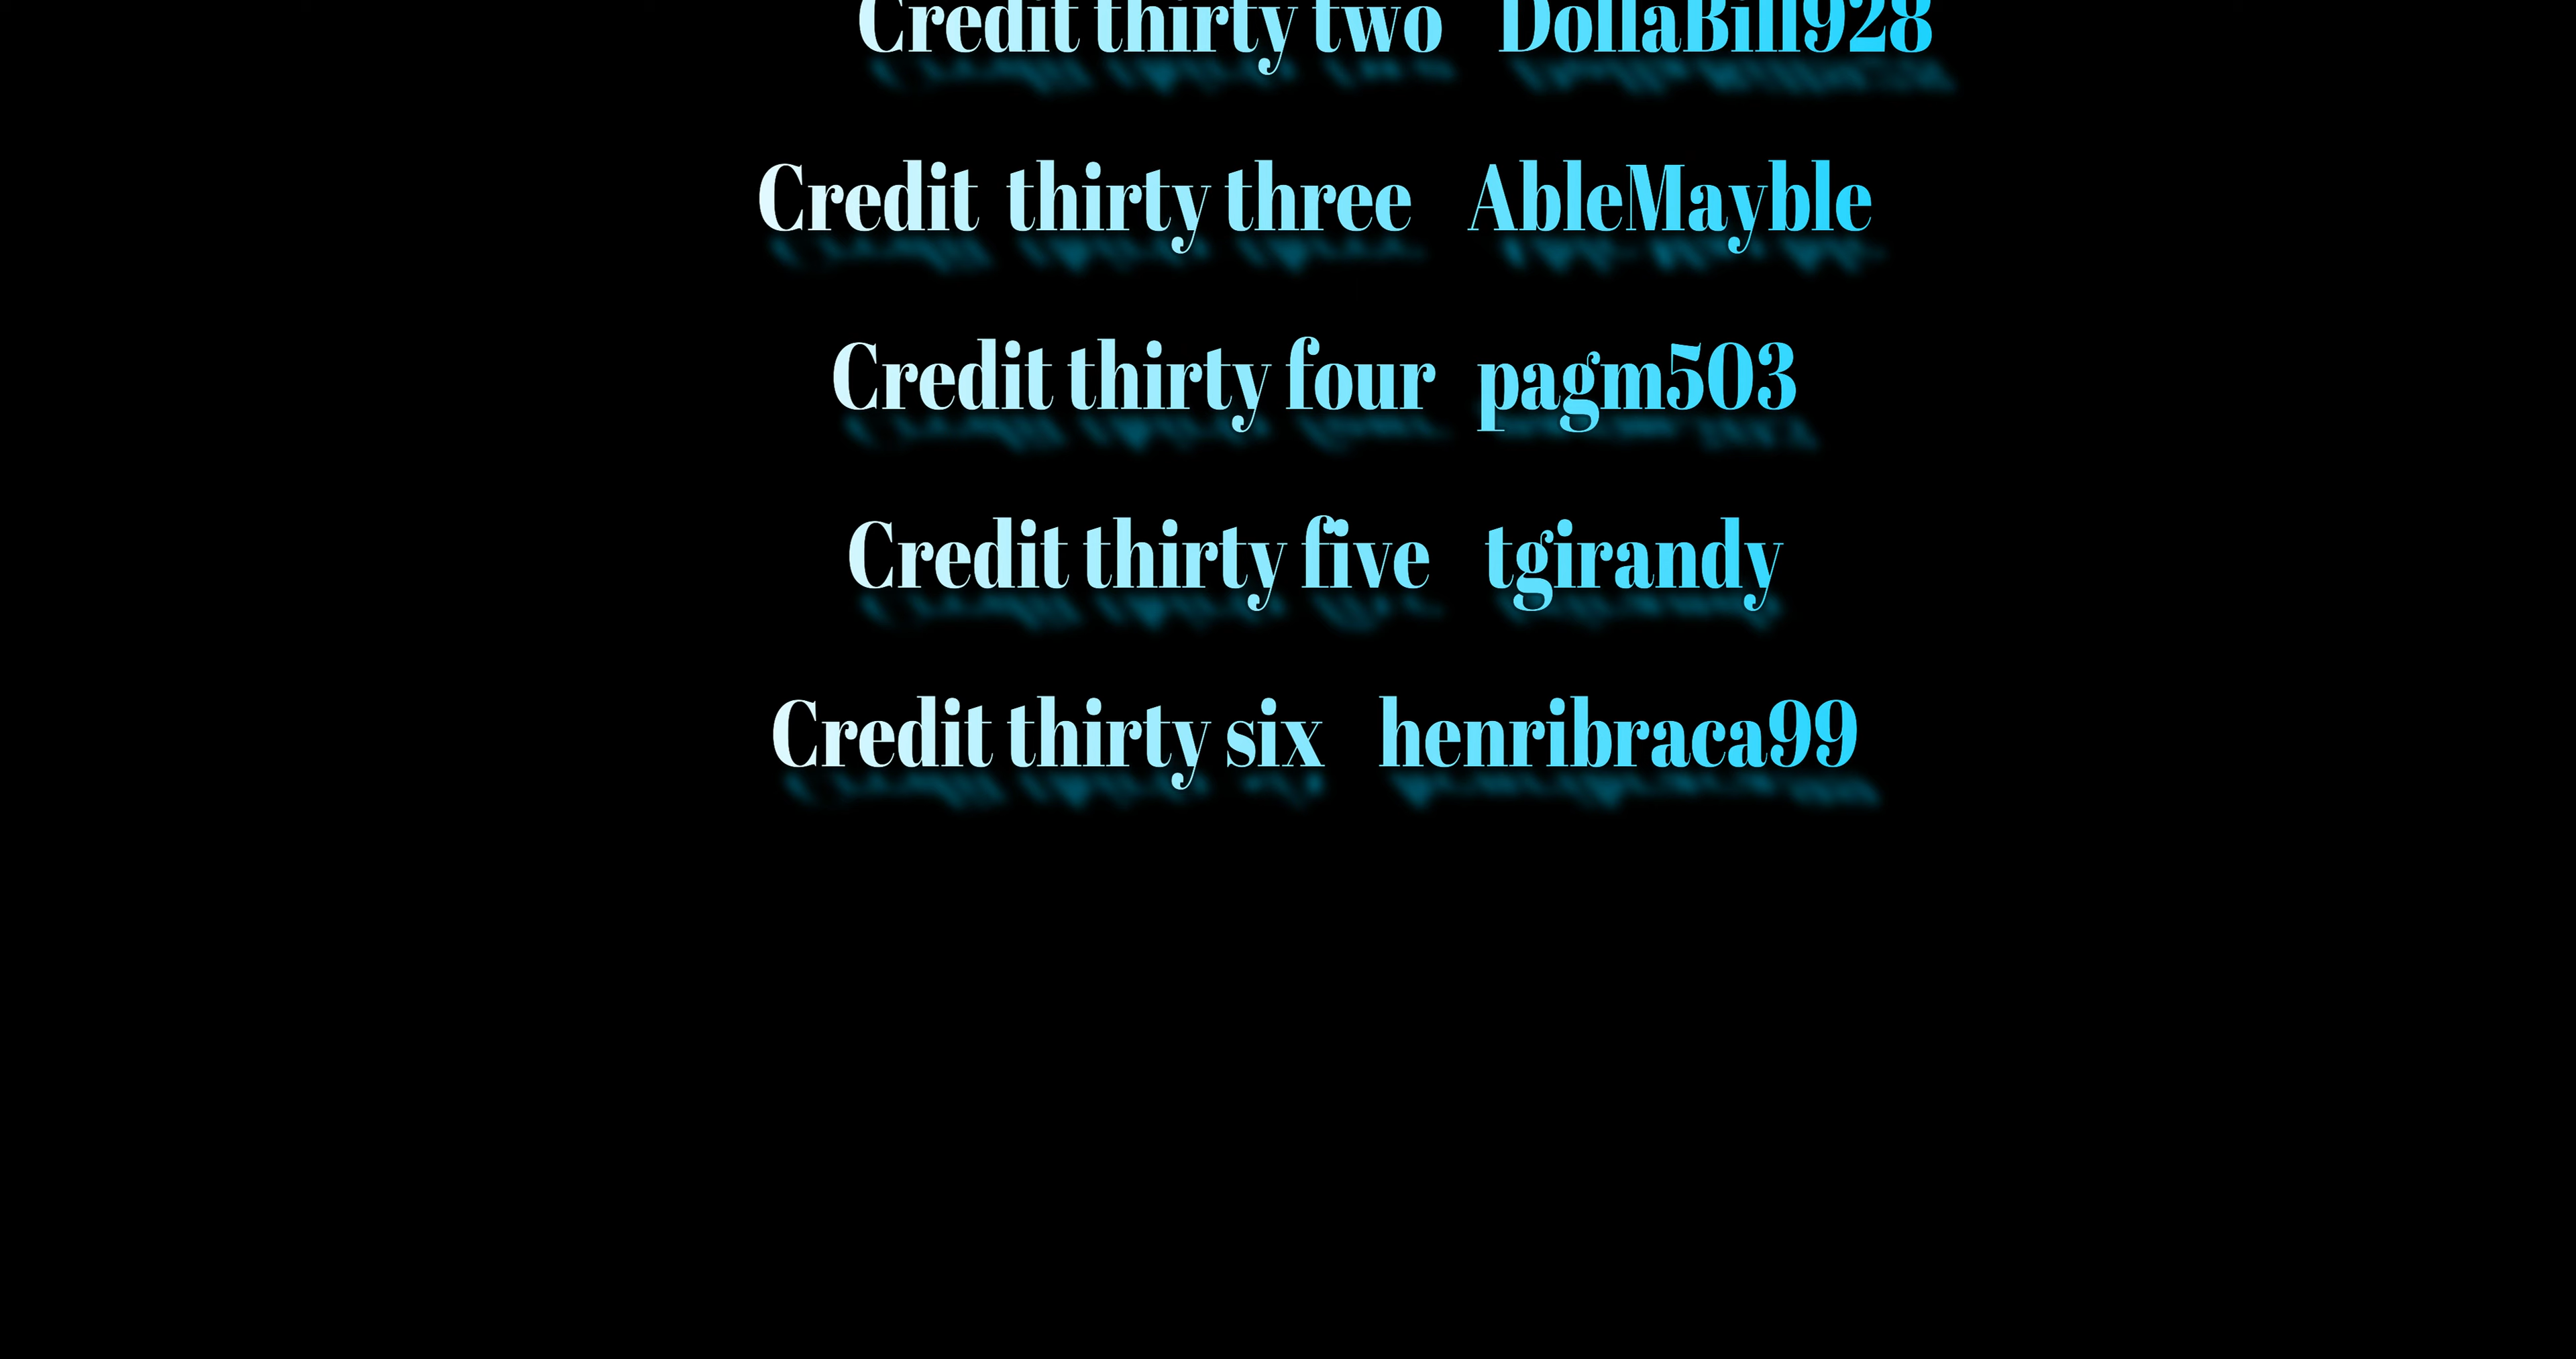 Credit thirty two DollaBill928
Credit thirty three AbleMayble
Credit thirty four pagm503
Credit thirty five tgirandy
Credit thirty six henribraca99